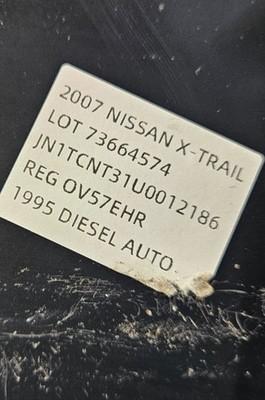 2007 NISSAN X-TRAIL
LOT 73664574
JN1TCNT31U0012186
REG OV57EHR
1995 DIESEL AUTO